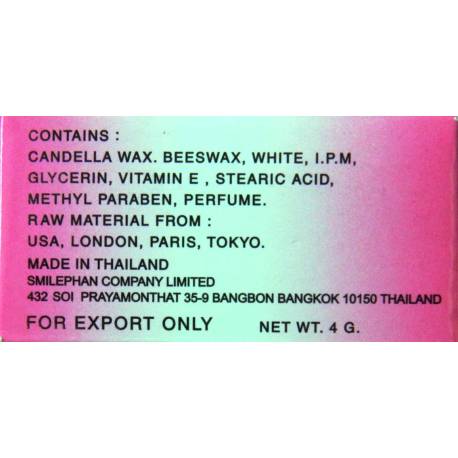 CONTAINS :
CANDELLA WAX. BEESWAX, WHITE, I.P.M,
GLYCERIN, VITAMIN E , STEARIC ACID,
METHYL PARABEN, PERFUME.
RAW MATERIAL FROM :
USA, LONDON, PARIS, TOKYO.
MADE IN THAILAND
SMILEPHAN COMPANY LIMITED
432 SOI PRAYAMONTHAT 35-9 BANGBON BANGKOK 10150 THAILAND
FOR EXPORT ONLY NET WT. 4 G.